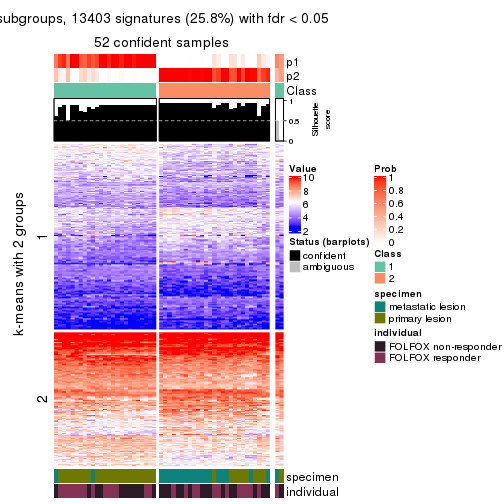 subgroups, 13403 signatures (25.8%) with fdr < 0.05
52 confident samples
p1
p2
Class
1
0.5
0
Silhouette
score
k-means with 2 groups
1
2
specimen
individual
Value
10
8
6
4
2
Status (barplots)
confident
ambiguous
Prob
1
0.8
0.6
0.4
0.2
0
Class
1
2
specimen
metastatic lesion
primary lesion
individual
FOLFOX non-responder
FOLFOX responder